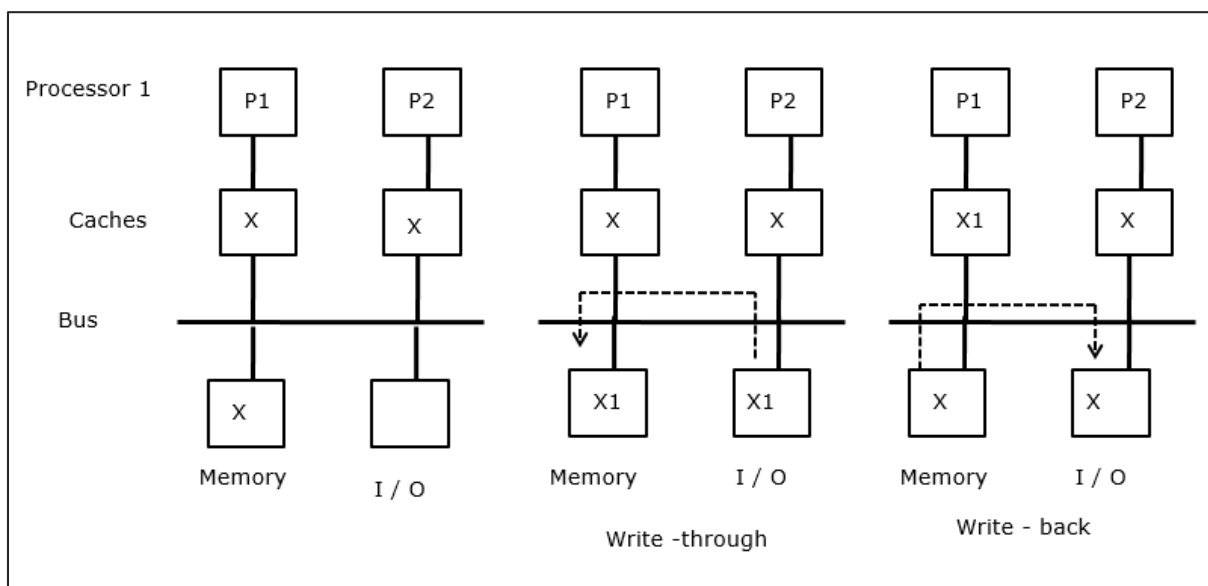 Processor 1 P1 P2 P1 P2 P1 P2
Caches X X X X X1 X
Bus
X X1 X1 X X
Memory I / O Memory I / O Memory I / O
Write -through Write - back